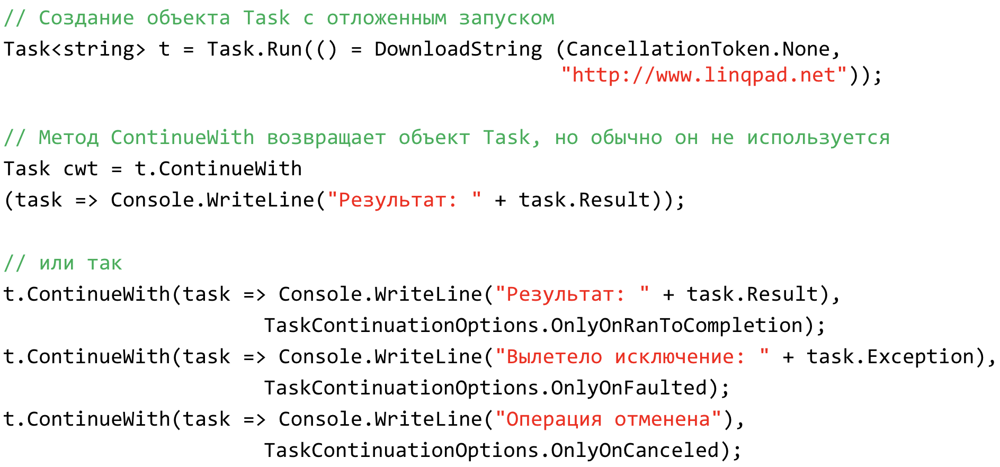 // Создание объекта Task с отложенным запуском
Task<string> t = Task.Run(() = DownloadString (CancellationToken.None,
"http://www.linqpad.net"));
// Метод ContinueWith возвращает объект Task, но обычно он не используется
Task cwt = t.ContinueWith
(task => Console.WriteLine("Результат: " + task.Result));
// или так
t.ContinueWith(task => Console.WriteLine("Результат: " + task.Result),
TaskContinuationOptions.OnlyOnRanToCompletion);
t.ContinueWith(task => Console.WriteLine("Вылетело исключение: " + task.Exception),
TaskContinuationOptions.OnlyOnFaulted);
t.ContinueWith(task => Console.WriteLine("Операция отменена"),
TaskContinuationOptions.OnlyOnCanceled);